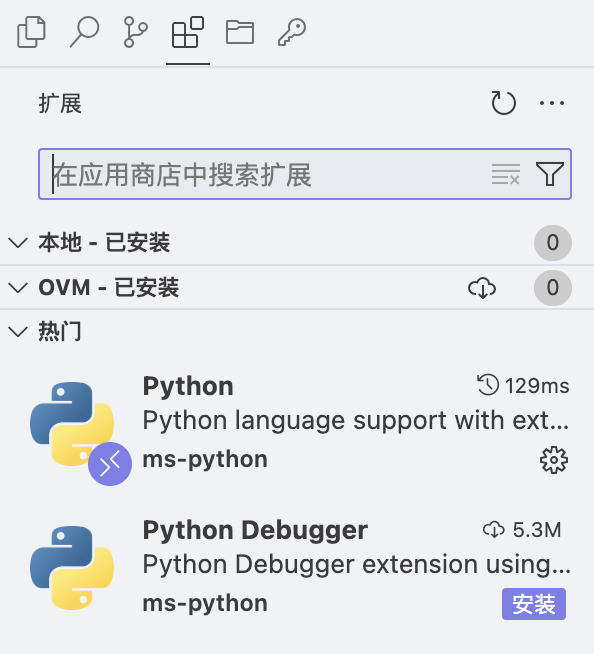 扩展
在应用商店中搜索扩展
本地 - 已安装 0
OVM - 已安装 0
热门
Python 129ms
Python language support with ext...
ms-python
Python Debugger 5.3M
Python Debugger extension using...
ms-python 安装